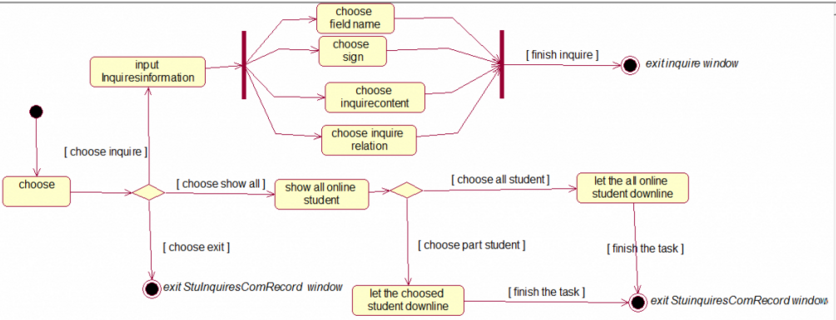 choose
field name
choose
sign
choose
inquirecontent
choose inquire
relation
input
Inquiresinformation
[ finish inquire ]
exit inquire window
[ choose inquire ]
choose
[ choose show all ]
show all online
student
[ choose all student ]
let the all online
student downline
[ choose exit ]
[ choose part student ]
[ finish the task ]
exit StuInquiresComRecord window
let the choosed
student downline
[ finish the task ]
exit StuinquiresComRecord window